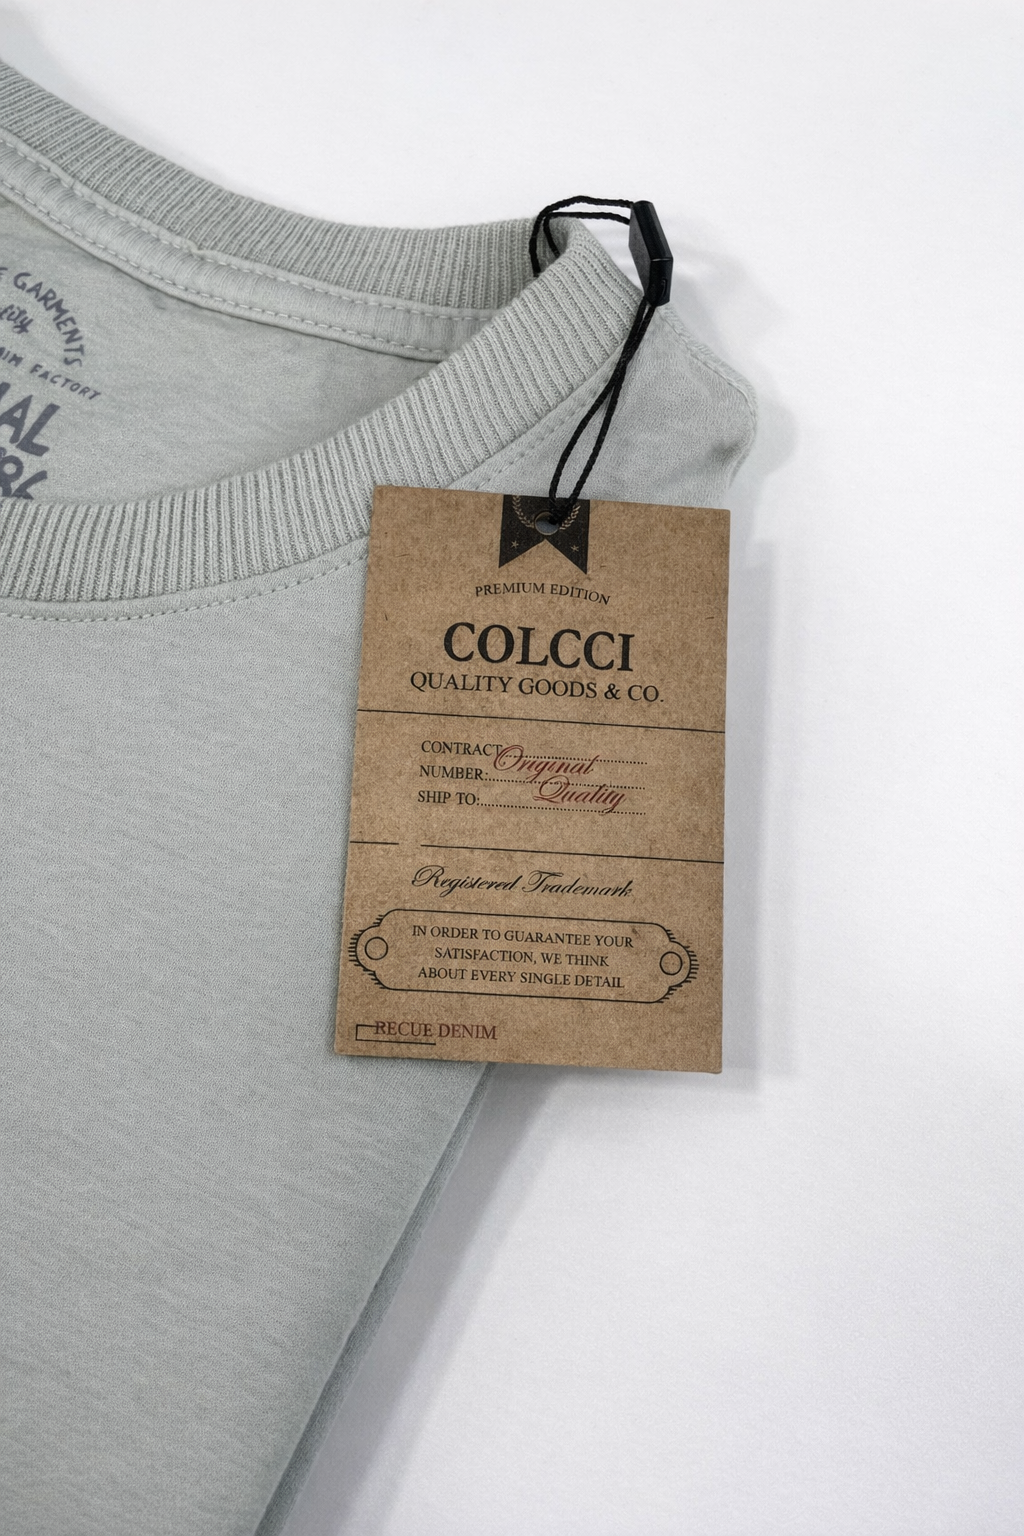 GARMENTS
FACTORY
PREMIUM EDITION
COLCCI
QUALITY GOODS & CO.
CONTRACT
Original
NUMBER:
Quality
SHIP TO:
Registered Trademark
IN ORDER TO GUARANTEE YOUR
SATISFACTION, WE THINK
ABOUT EVERY SINGLE DETAIL
RECUE DENIM